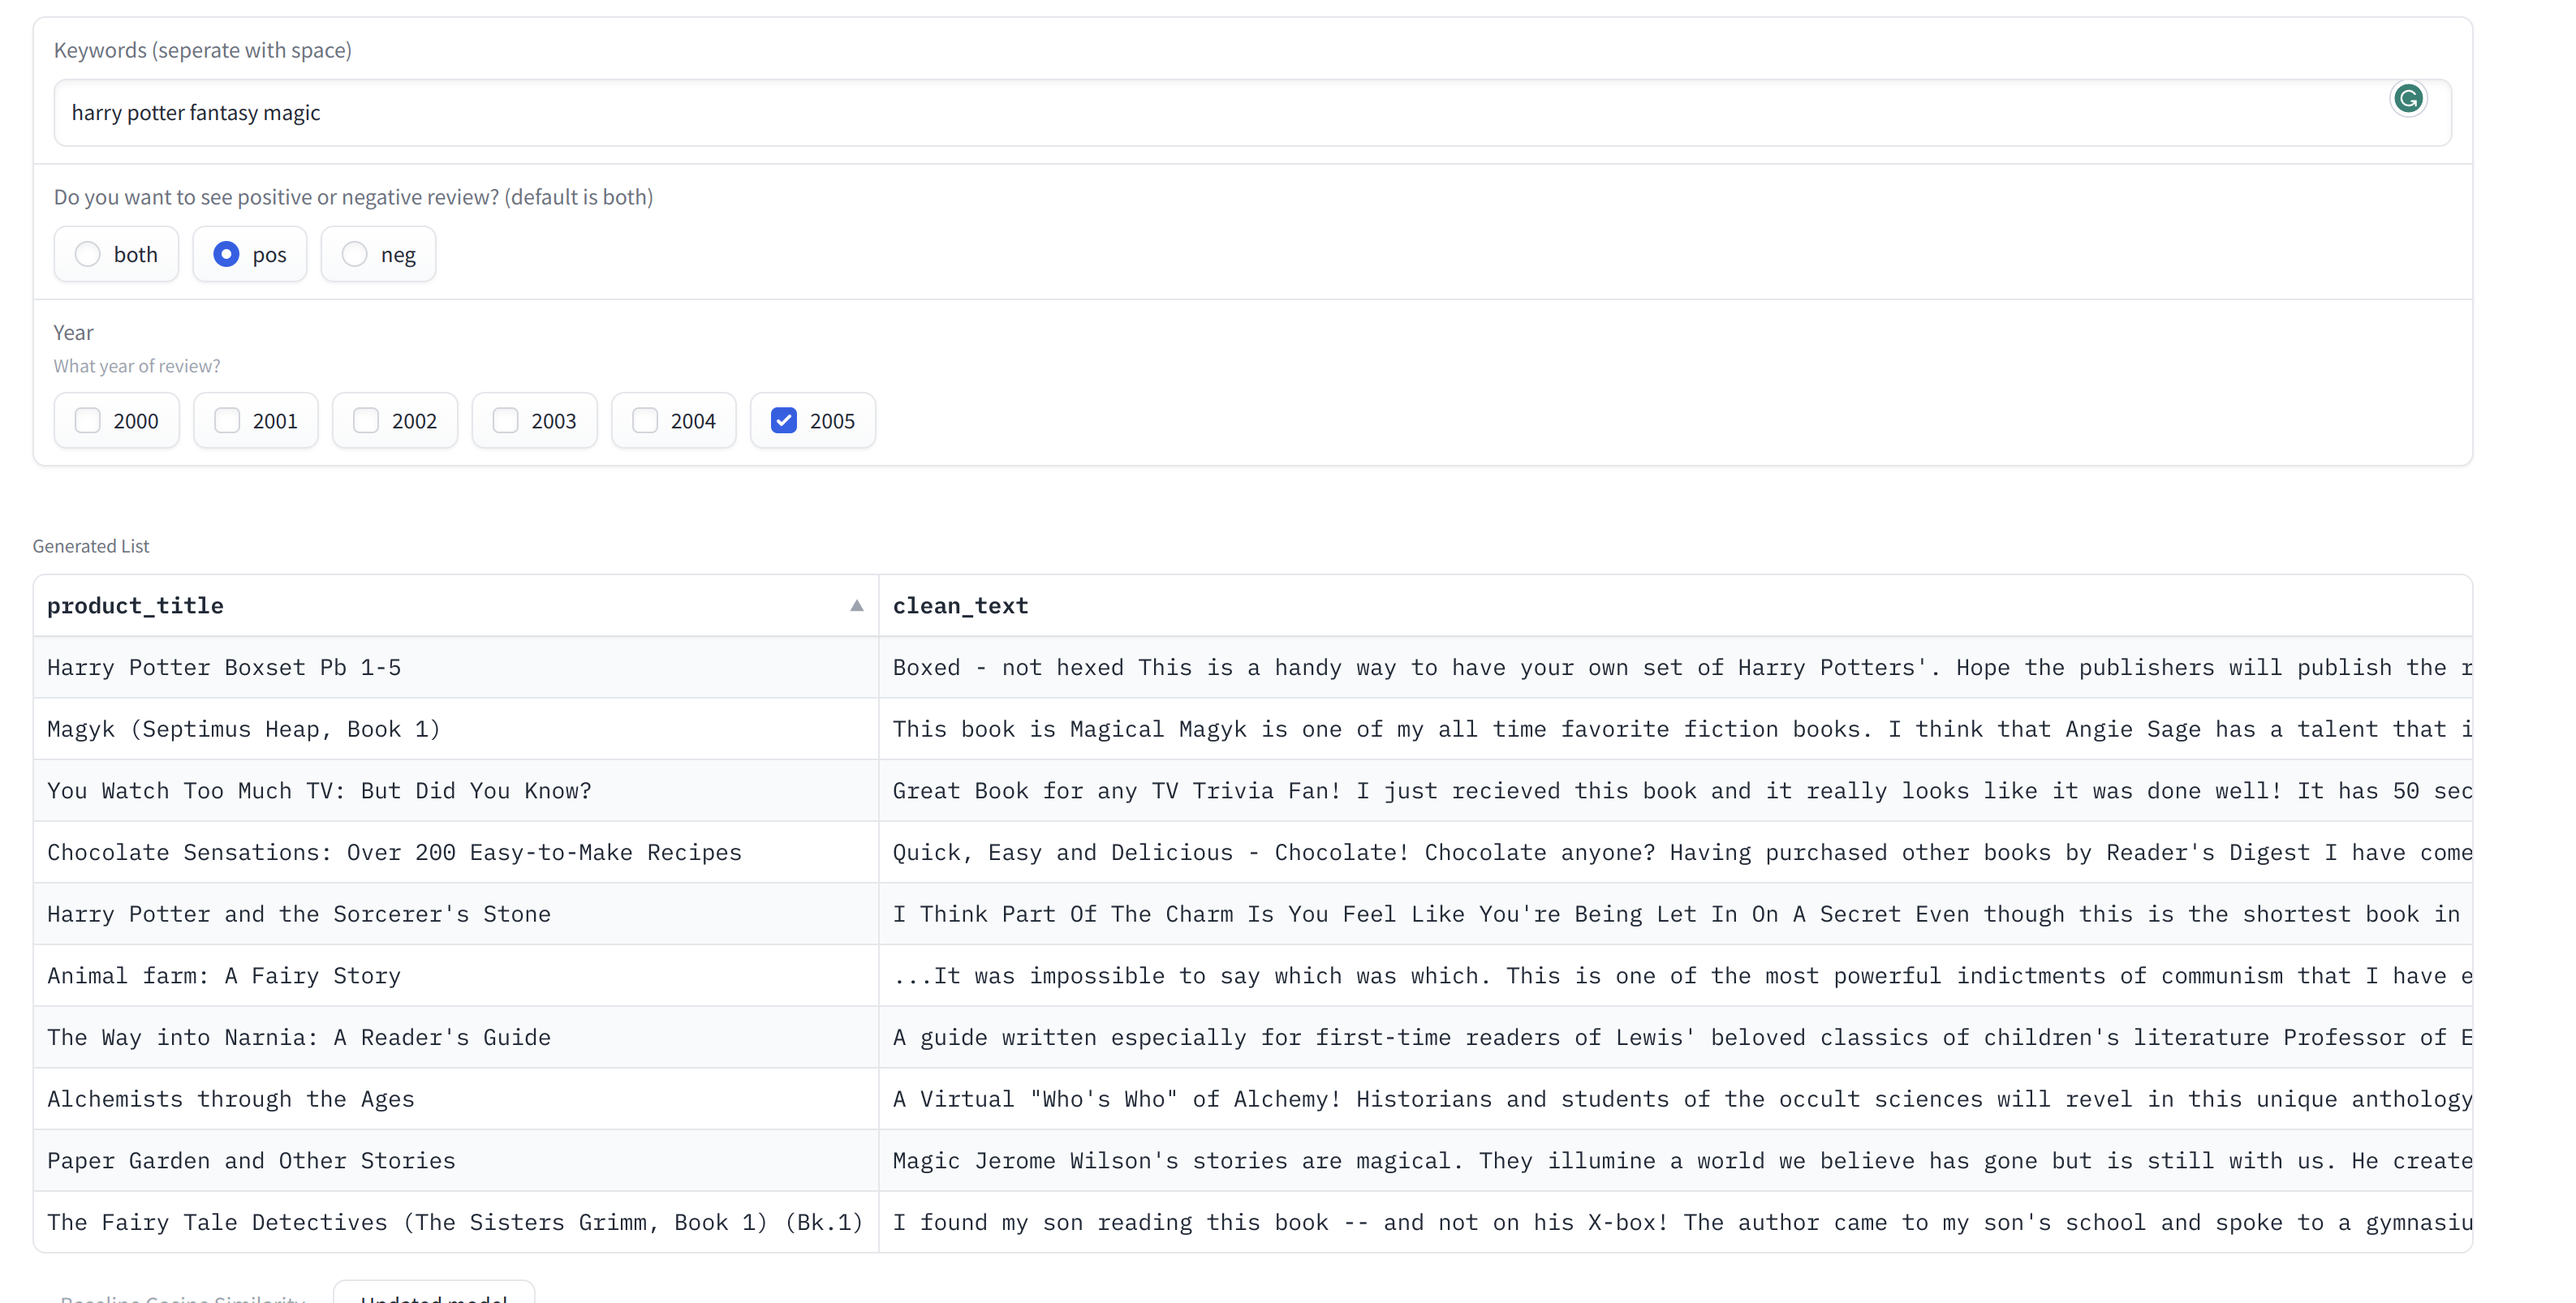 Keywords (seperate with space)
harry potter fantasy magic
Do you want to see positive or negative review? (default is both)
both pos neg
Year
What year of review?
2000 2001 2002 2003 2004 2005
Generated List
product_title clean_text
Harry Potter Boxset Pb 1-5 Boxed - not hexed This is a handy way to have your own set of Harry Potters'. Hope the publishers will publish the r
Magyk (Septimus Heap, Book 1) This book is Magical Magyk is one of my all time favorite fiction books. I think that Angie Sage has a talent that i
You Watch Too Much TV: But Did You Know? Great Book for any TV Trivia Fan! I just recieved this book and it really looks like it was done well! It has 50 sec
Chocolate Sensations: Over 200 Easy-to-Make Recipes Quick, Easy and Delicious - Chocolate! Chocolate anyone? Having purchased other books by Reader's Digest I have come
Harry Potter and the Sorcerer's Stone I Think Part Of The Charm Is You Feel Like You're Being Let In On A Secret Even though this is the shortest book in
Animal farm: A Fairy Story ...It was impossible to say which was which. This is one of the most powerful indictments of communism that I have e
The Way into Narnia: A Reader's Guide A guide written especially for first-time readers of Lewis' beloved classics of children's literature Professor of E
Alchemists through the Ages A Virtual "Who's Who" of Alchemy! Historians and students of the occult sciences will revel in this unique anthology
Paper Garden and Other Stories Magic Jerome Wilson's stories are magical. They illumine a world we believe has gone but is still with us. He create
The Fairy Tale Detectives (The Sisters Grimm, Book 1) (Bk.1) I found my son reading this book -- and not on his X-box! The author came to my son's school and spoke to a gymnasiu
Baseline Cosine Similarity Updated model